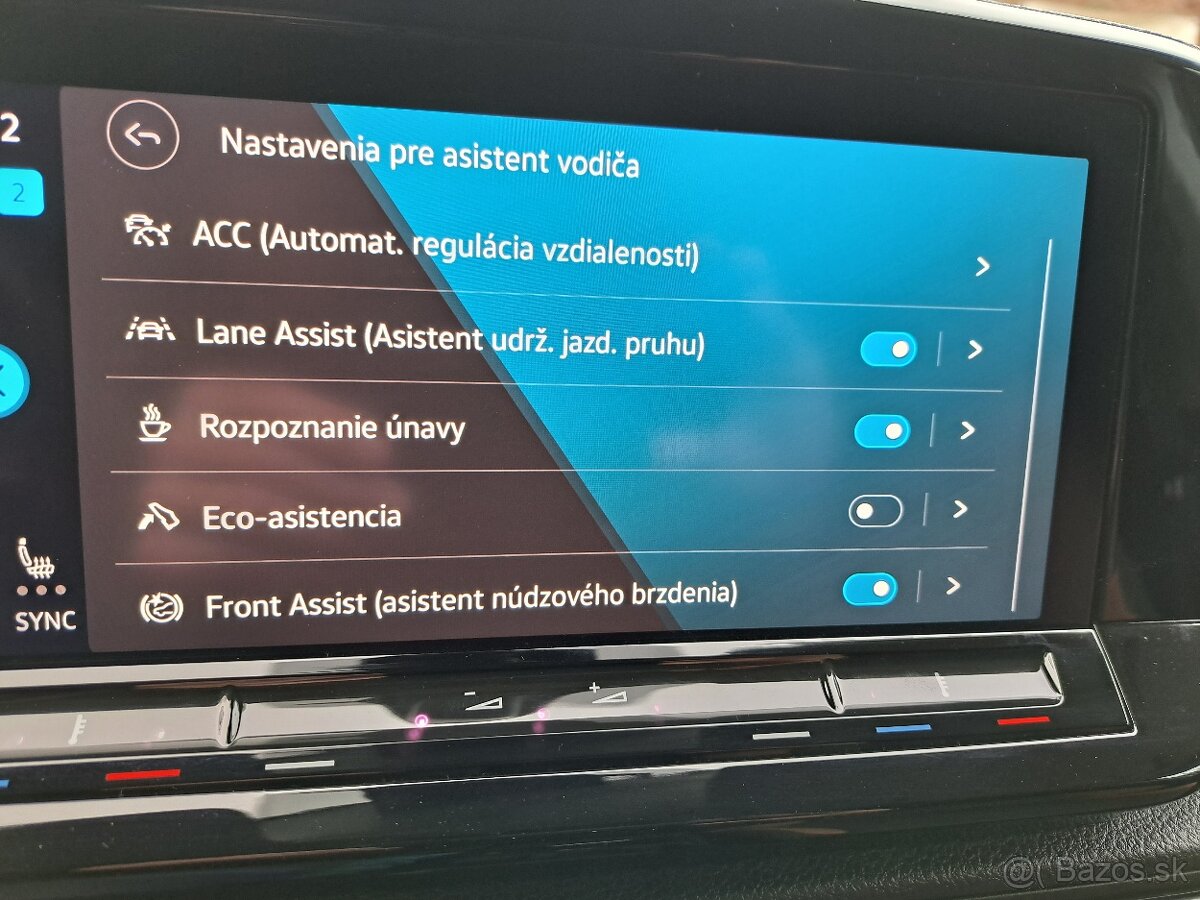 2
Nastavenia pre asistent vodiča
2
ACC (Automat. regulácia vzdialenosti)
Lane Assist (Asistent udrž. jazd. pruhu)
Rozpoznanie únavy
Eco-asistencia
Front Assist (asistent núdzového brzdenia)
SYNC
- +
Bazos.sk